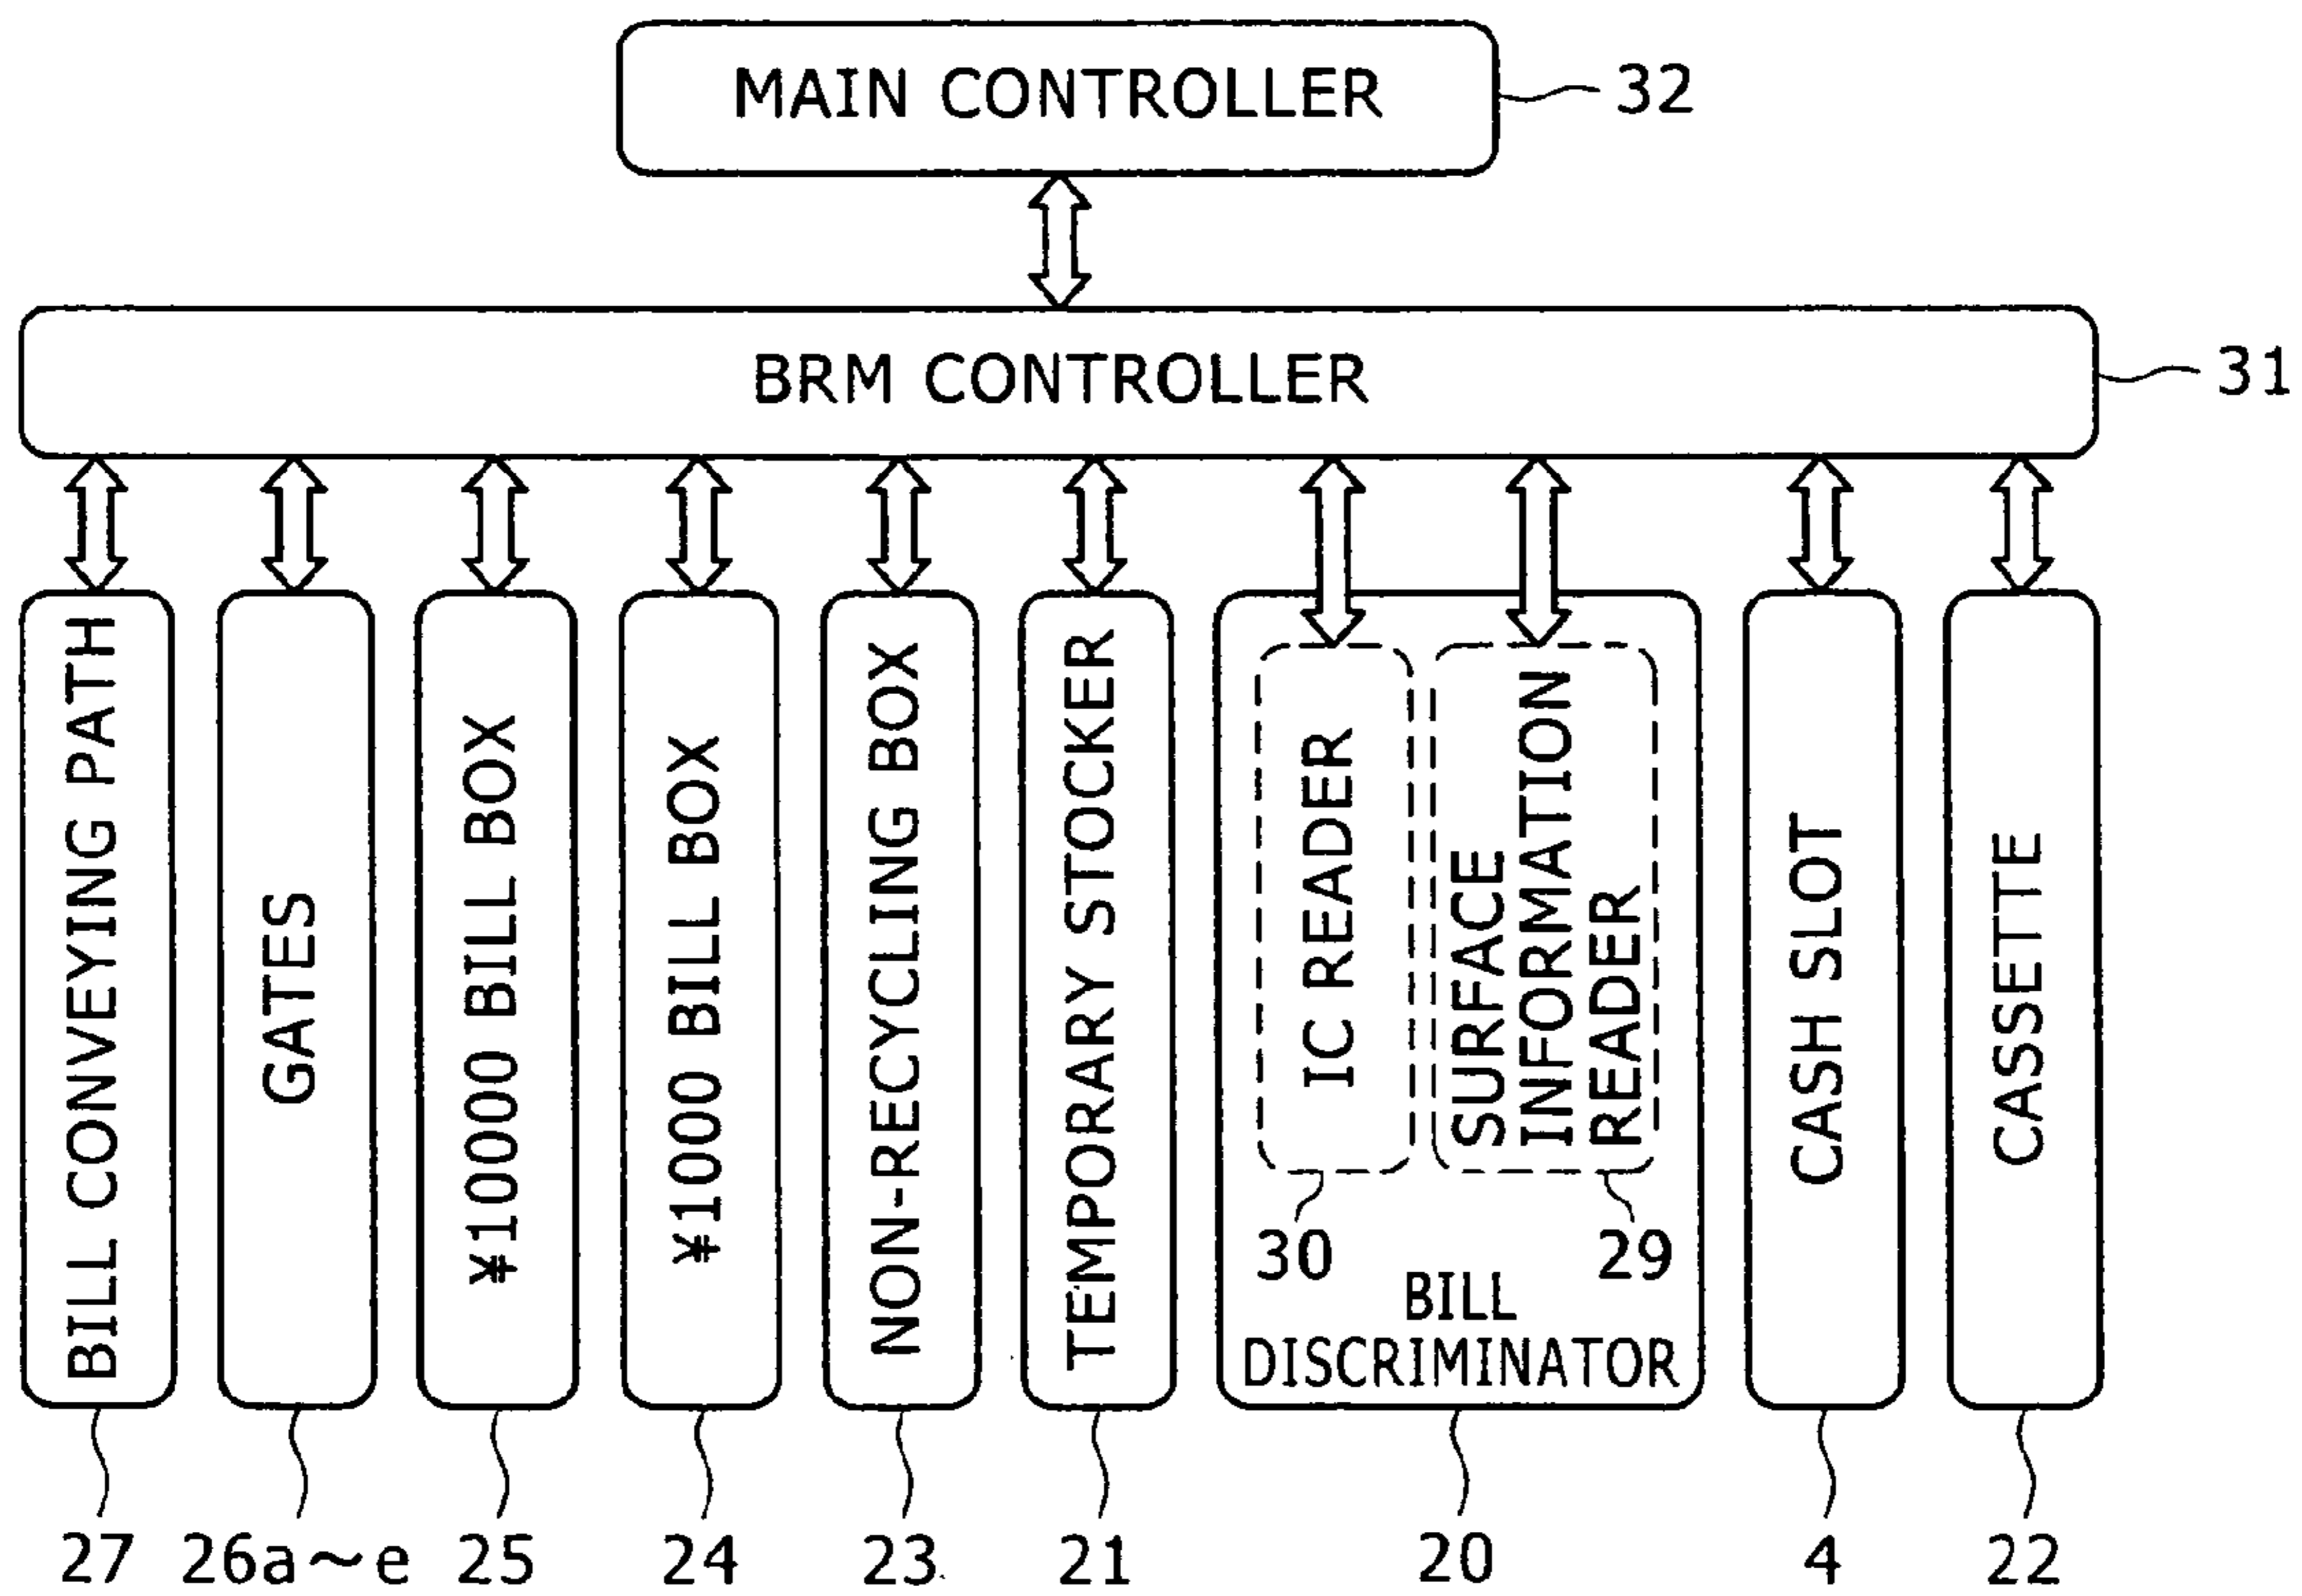 MAIN CONTROLLER
32
BRM CONTROLLER
31
BILL CONVEYING PATH
GATES
¥10000 BILL BOX
¥1000 BILL BOX
NON-RECYCLING BOX
TEMPORARY STOCKER
IC READER
SURFACE
INFORMATION
READER
30
29
BILL
DISCRIMINATOR
CASH SLOT
CASSETTE
27
26a～e
25
24
23
21
20
4
22